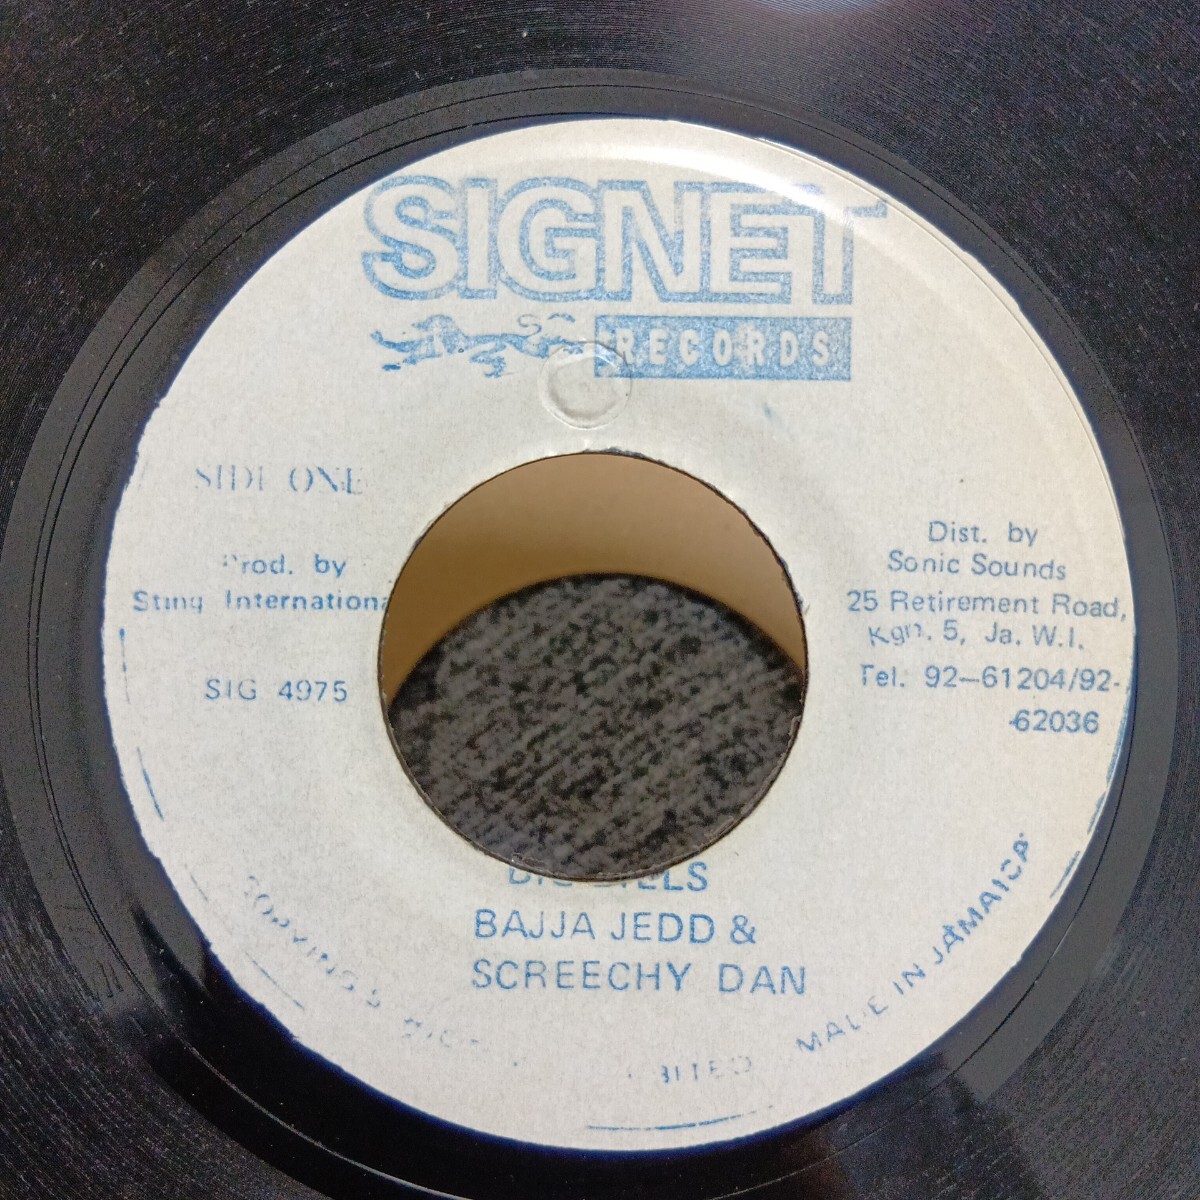 SIGNET
RECORDS
SIDE ONE
Prod. by
Sting Internationa
SIG 4975
Dist. by
Sonic Sounds
25 Retirement Road,
Kgn. 5, Ja. W.I.
Tel. 92-61204/92-
-62036
BAJJA JEDD &
SCREECHY DAN
MADE IN JAMAICA